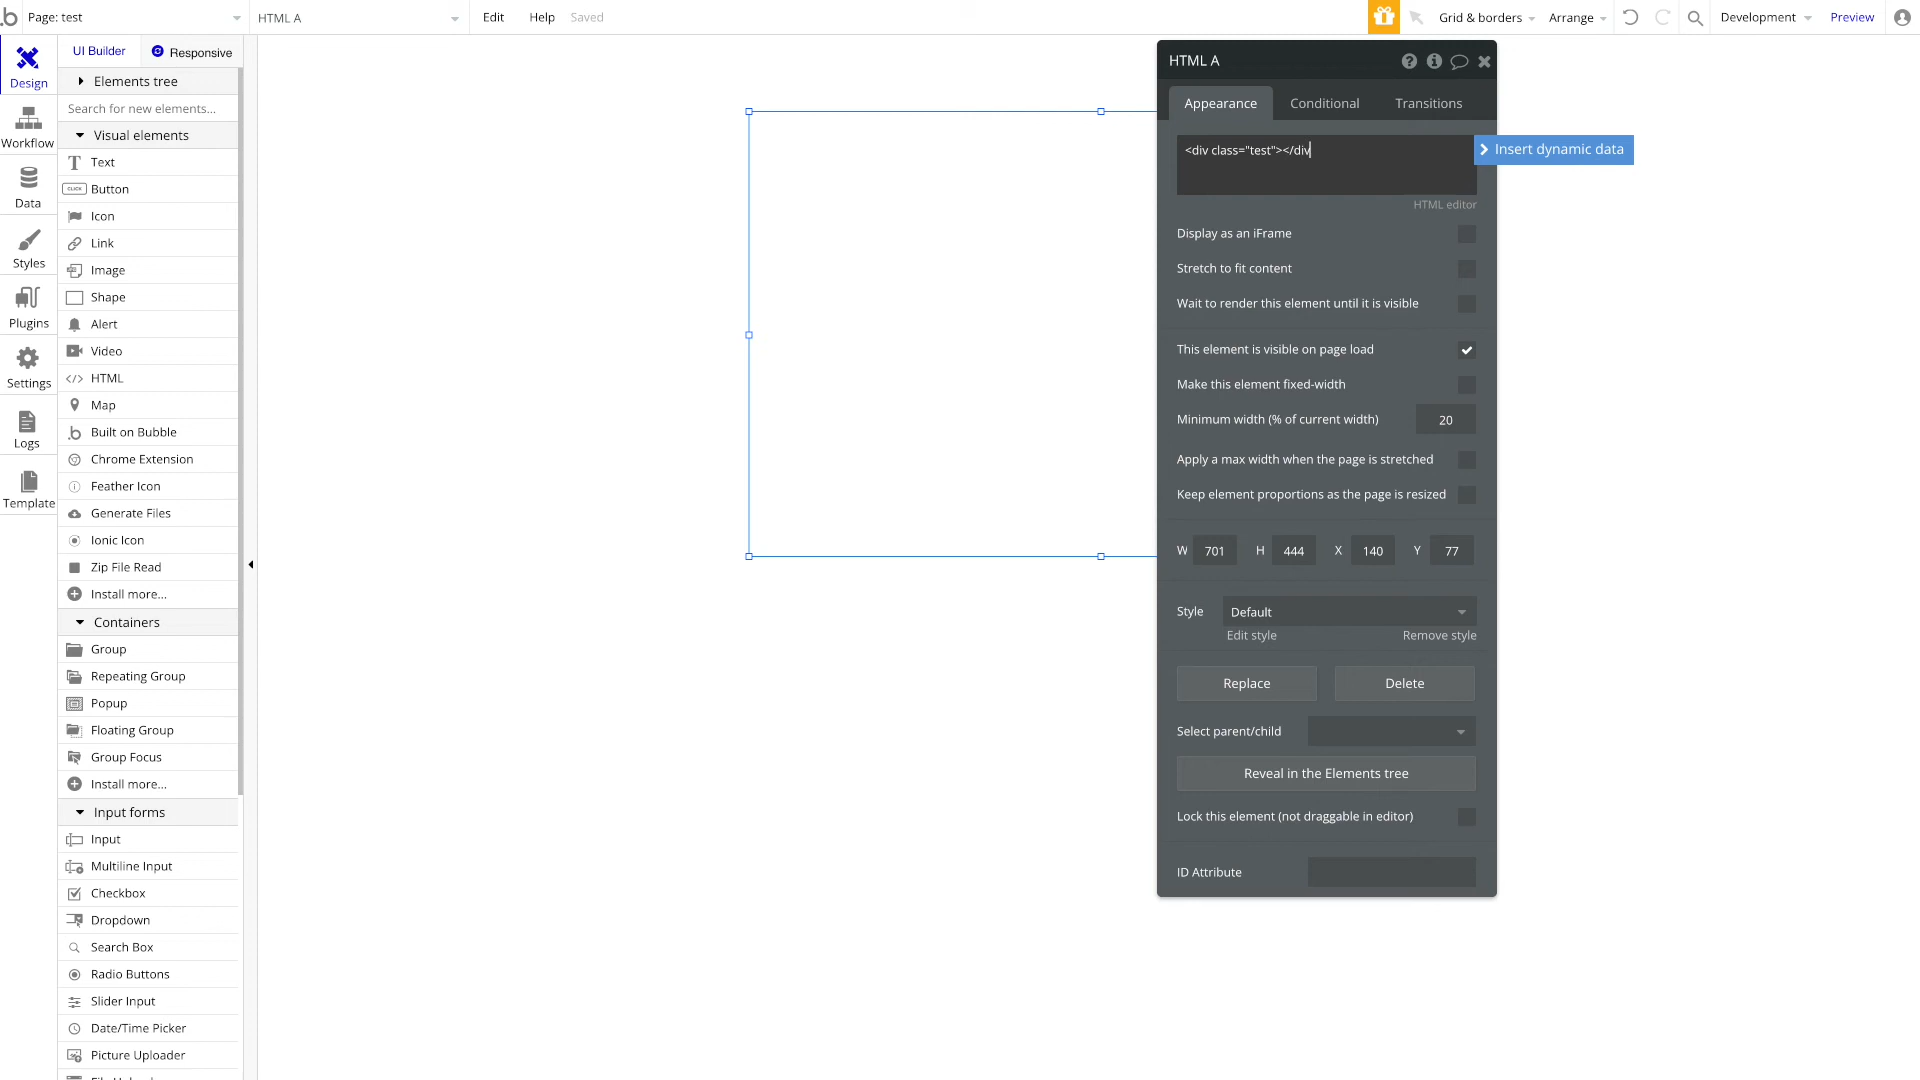 .b Page: test
HTML A
Edit
Help
Saved
Grid & borders
Arrange
Development
Preview
Design
Workflow
Data
Styles
Plugins
Settings
Logs
Template
UI Builder
Responsive
Elements tree
Search for new elements...
Visual elements
Text
CLICK Button
Icon
Link
Image
Shape
Alert
Video
</> HTML
Map
.b Built on Bubble
Chrome Extension
Feather Icon
Generate Files
Ionic Icon
Zip File Read
Install more...
Containers
Group
Repeating Group
Popup
Floating Group
Group Focus
Install more...
Input forms
Input
Multiline Input
Checkbox
Dropdown
Search Box
Radio Buttons
Slider Input
Date/Time Picker
Picture Uploader
HTML A
Appearance
Conditional
Transitions
<div class="test"></div
Insert dynamic data
HTML editor
Display as an iFrame
Stretch to fit content
Wait to render this element until it is visible
This element is visible on page load
Make this element fixed-width
Minimum width (% of current width) 20
Apply a max width when the page is stretched
Keep element proportions as the page is resized
W 701 H 444 X 140 Y 77
Style Default
Edit style
Remove style
Replace
Delete
Select parent/child
Reveal in the Elements tree
Lock this element (not draggable in editor)
ID Attribute